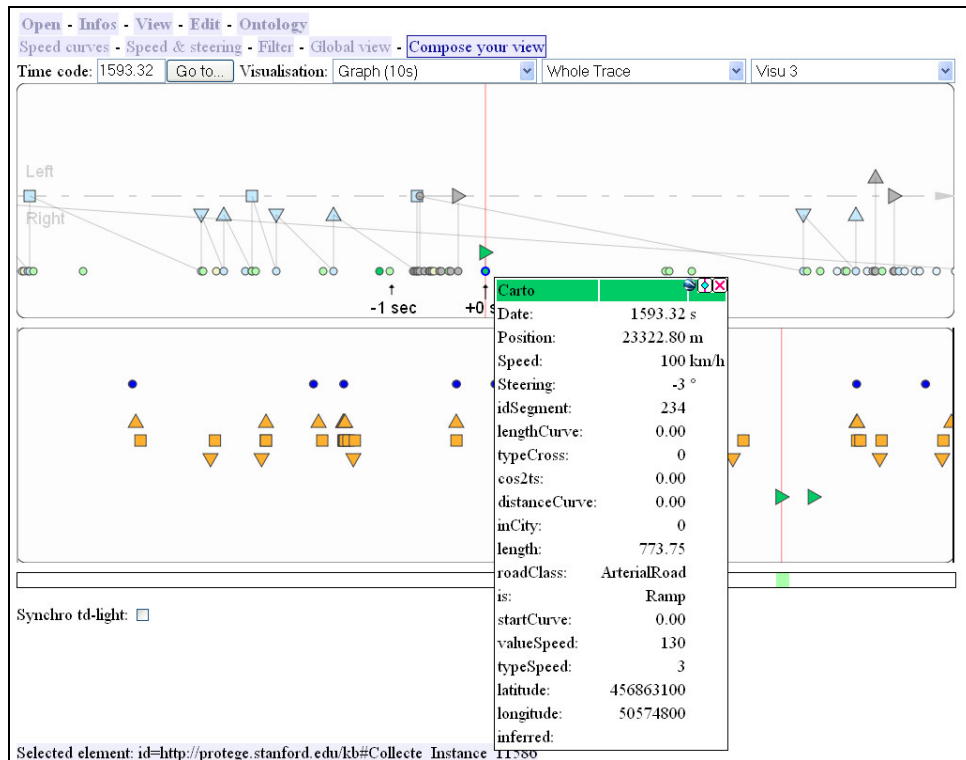 Open - Infos - View - Edit - Ontology
Speed curves - Speed & steering - Filter - Global view - Compose your view
Time code: 1593.32 Go to... Visualisation: Graph (10s) Whole Trace Visu 3
Left
Right
-1 sec +0 s
Carto
Date: 1593.32 s
Position: 23322.80 m
Speed: 100 km/h
Steering: -3 °
idSegment: 234
lengthCurve: 0.00
typeCross: 0
cos2ts: 0.00
distanceCurve: 0.00
inCity: 0
length: 773.75
roadClass: ArterialRoad
is: Ramp
startCurve: 0.00
valueSpeed: 130
typeSpeed: 3
latitude: 456863100
longitude: 50574800
inferred:
Synchro td-light:
Selected element: id=http://protege.stanford.edu/kb#Collecte_Instance_11586